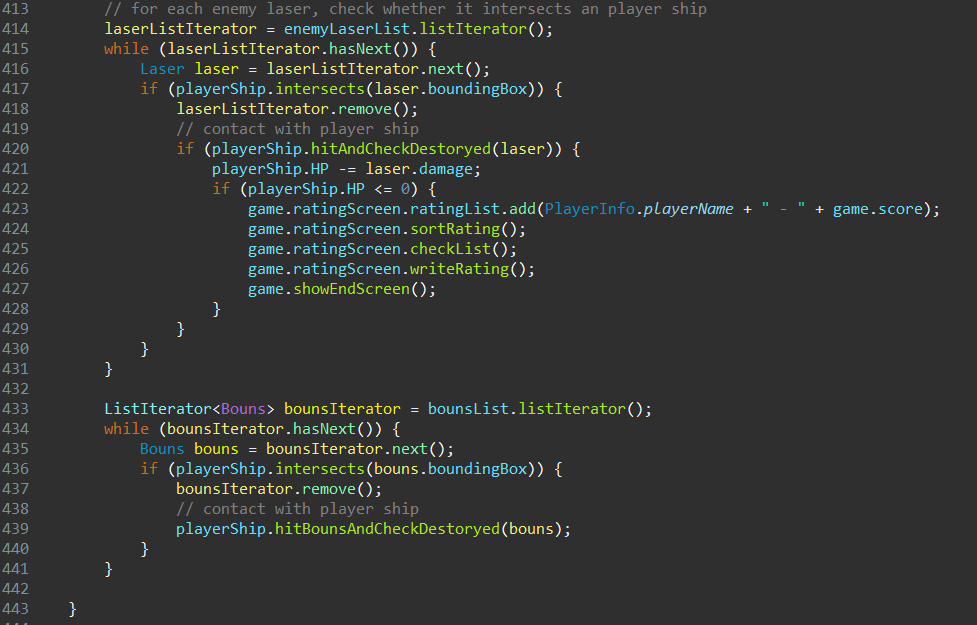 413 // for each enemy laser, check whether it intersects an player ship
414 laserListIterator = enemyLaserList.listIterator();
415 while (laserListIterator.hasNext()) {
416 Laser laser = laserListIterator.next();
417 if (playerShip.intersects(laser.boundingBox)) {
418 laserListIterator.remove();
419 // contact with player ship
420 if (playerShip.hitAndCheckDestoryed(laser)) {
421 playerShip.HP -= laser.damage;
422 if (playerShip.HP <= 0) {
423 game.ratingScreen.ratingList.add(PlayerInfo.playerName + " - " + game.score);
424 game.ratingScreen.sortRating();
425 game.ratingScreen.checkList();
426 game.ratingScreen.writeRating();
427 game.showEndScreen();
428 }
429 }
430 }
431 }
432
433 ListIterator<Bouns> bounsIterator = bounsList.listIterator();
434 while (bounsIterator.hasNext()) {
435 Bouns bouns = bounsIterator.next();
436 if (playerShip.intersects(bouns.boundingBox)) {
437 bounsIterator.remove();
438 // contact with player ship
439 playerShip.hitBounsAndCheckDestoryed(bouns);
440 }
441 }
442
443 }